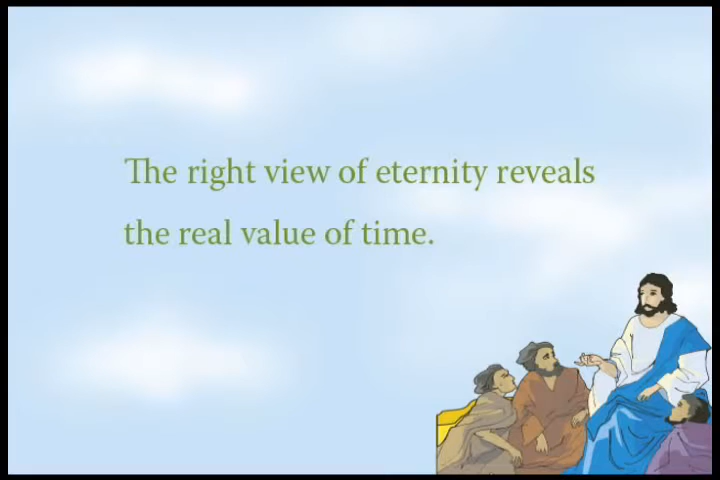 The right view of eternity reveals
the real value of time.